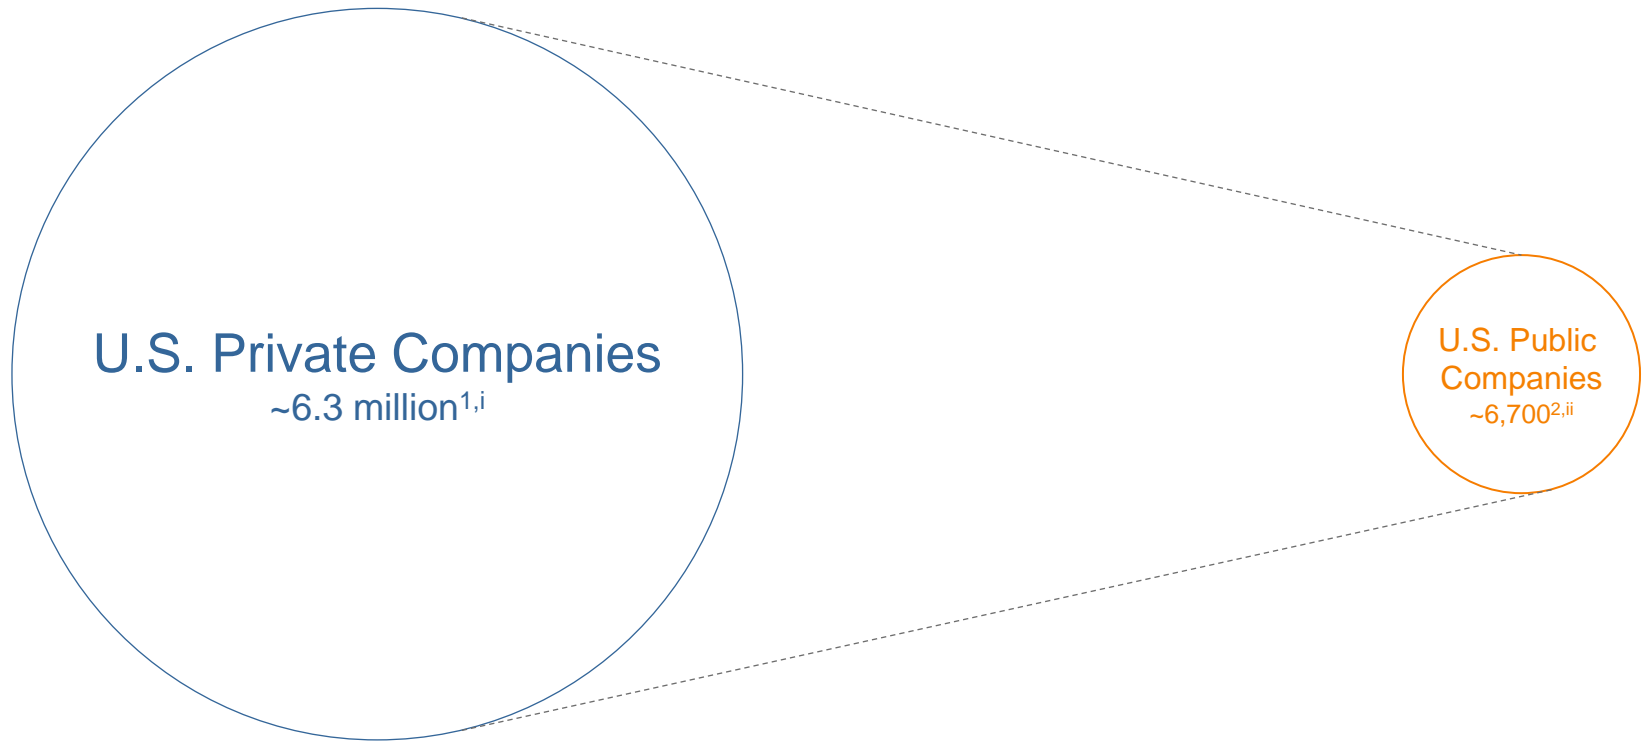 U.S. Private Companies
~6.3 million1,i
U.S. Public
Companies
~6,7002,ii